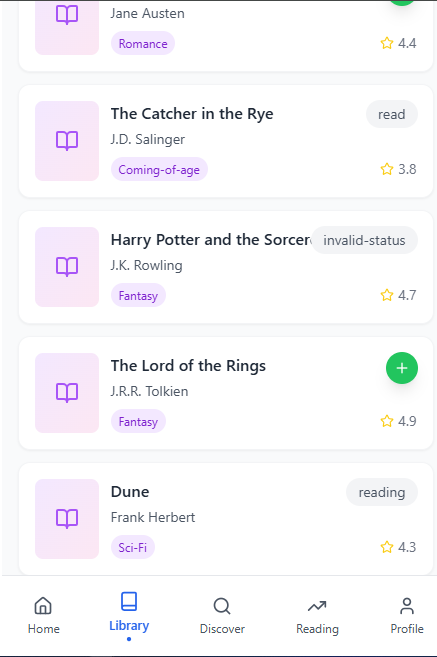 Jane Austen
Romance
4.4
The Catcher in the Rye
read
J.D. Salinger
Coming-of-age
3.8
Harry Potter and the Sorcer
invalid-status
J.K. Rowling
Fantasy
4.7
The Lord of the Rings
J.R.R. Tolkien
Fantasy
4.9
Dune
reading
Frank Herbert
Sci-Fi
4.3
Home
Library
Discover
Reading
Profile